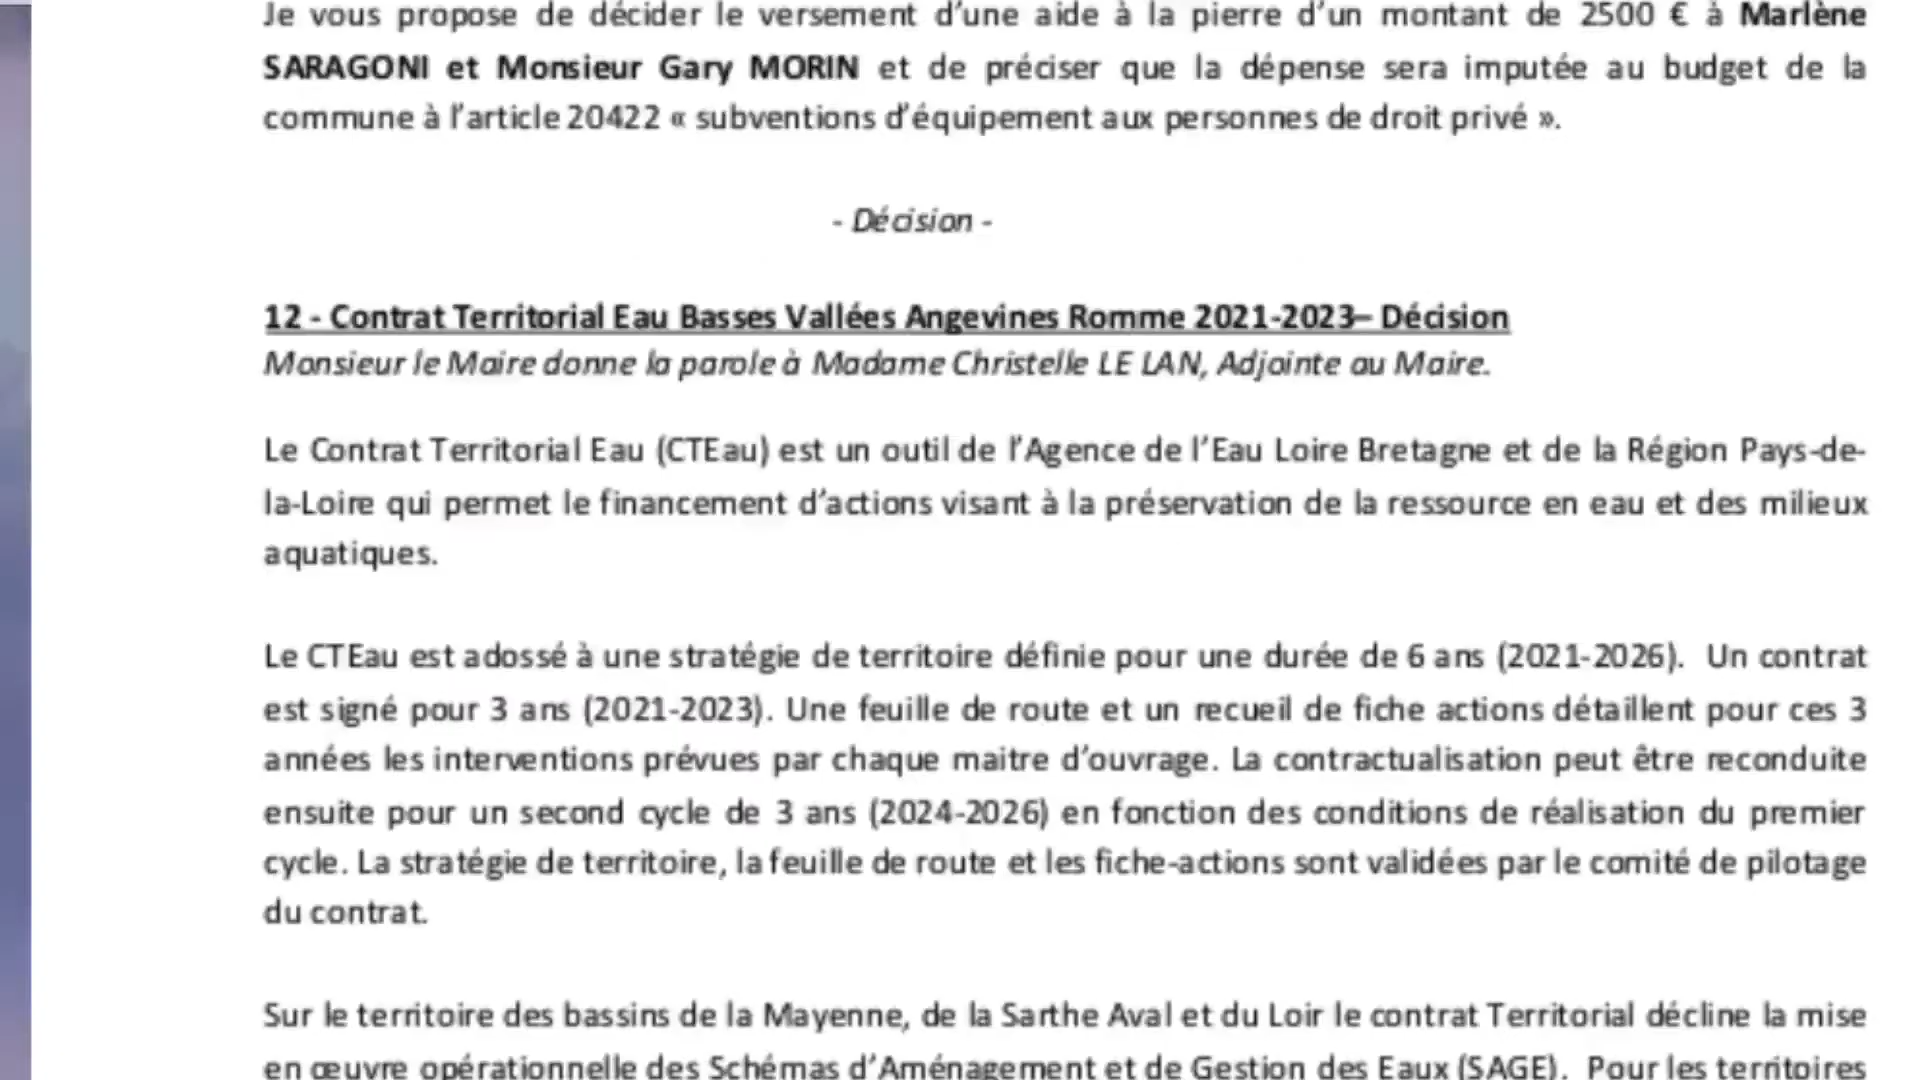 Je vous propose de décider le versement d’une aide à la pierre d’un montant de 2500 € à Marlène
SARAGONI et Monsieur Gary MORIN et de préciser que la dépense sera imputée au budget de la
commune à l’article 20422 « subventions d’équipement aux personnes de droit privé ».
- Décision -
12 - Contrat Territorial Eau Basses Vallées Angevines Romme 2021-2023– Décision
Monsieur le Maire donne la parole à Madame Christelle LE LAN, Adjointe au Maire.
Le Contrat Territorial Eau (CTEau) est un outil de l’Agence de l’Eau Loire Bretagne et de la Région Pays-de-
la-Loire qui permet le financement d’actions visant à la préservation de la ressource en eau et des milieux
aquatiques.
Le CTEau est adossé à une stratégie de territoire définie pour une durée de 6 ans (2021-2026). Un contrat
est signé pour 3 ans (2021-2023). Une feuille de route et un recueil de fiche actions détaillent pour ces 3
années les interventions prévues par chaque maitre d’ouvrage. La contractualisation peut être reconduite
ensuite pour un second cycle de 3 ans (2024-2026) en fonction des conditions de réalisation du premier
cycle. La stratégie de territoire, la feuille de route et les fiche-actions sont validées par le comité de pilotage
du contrat.
Sur le territoire des bassins de la Mayenne, de la Sarthe Aval et du Loir le contrat Territorial décline la mise
en œuvre opérationnelle des Schémas d’Aménagement et de Gestion des Eaux (SAGE). Pour les territoires